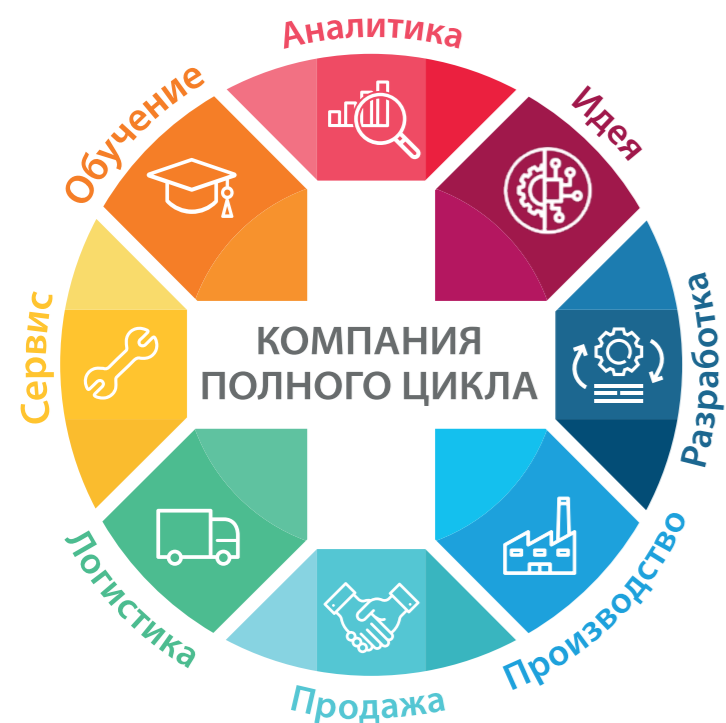 Аналитика
Идея
Разработка
Производство
Продажа
Логистика
Сервис
Обучение
КОМПАНИЯ
ПОЛНОГО ЦИКЛА